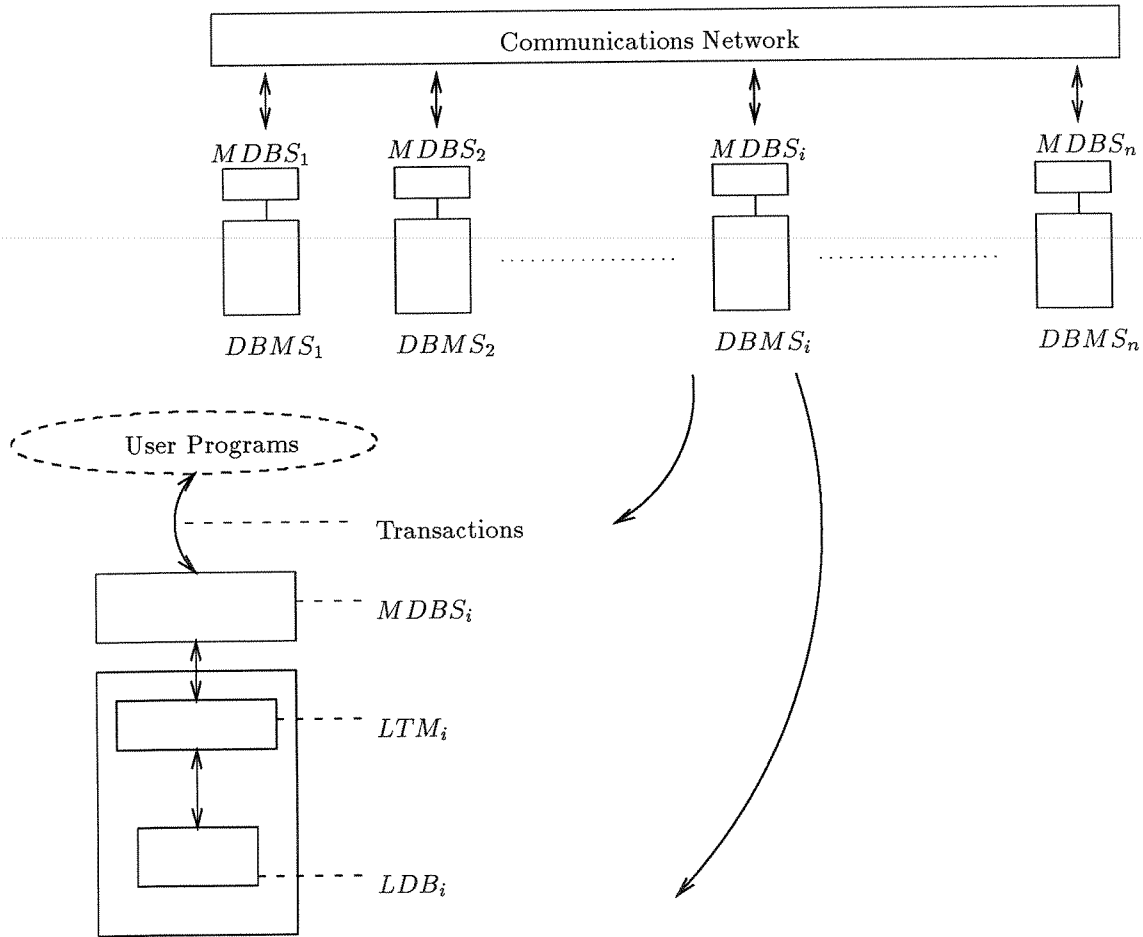 Communications Network
MDBS₁ MDBS₂ MDBSᵢ MDBSₙ
DBMS₁ DBMS₂ DBMSᵢ DBMSₙ
User Programs
Transactions
MDBSᵢ
LTMᵢ
LDBᵢ